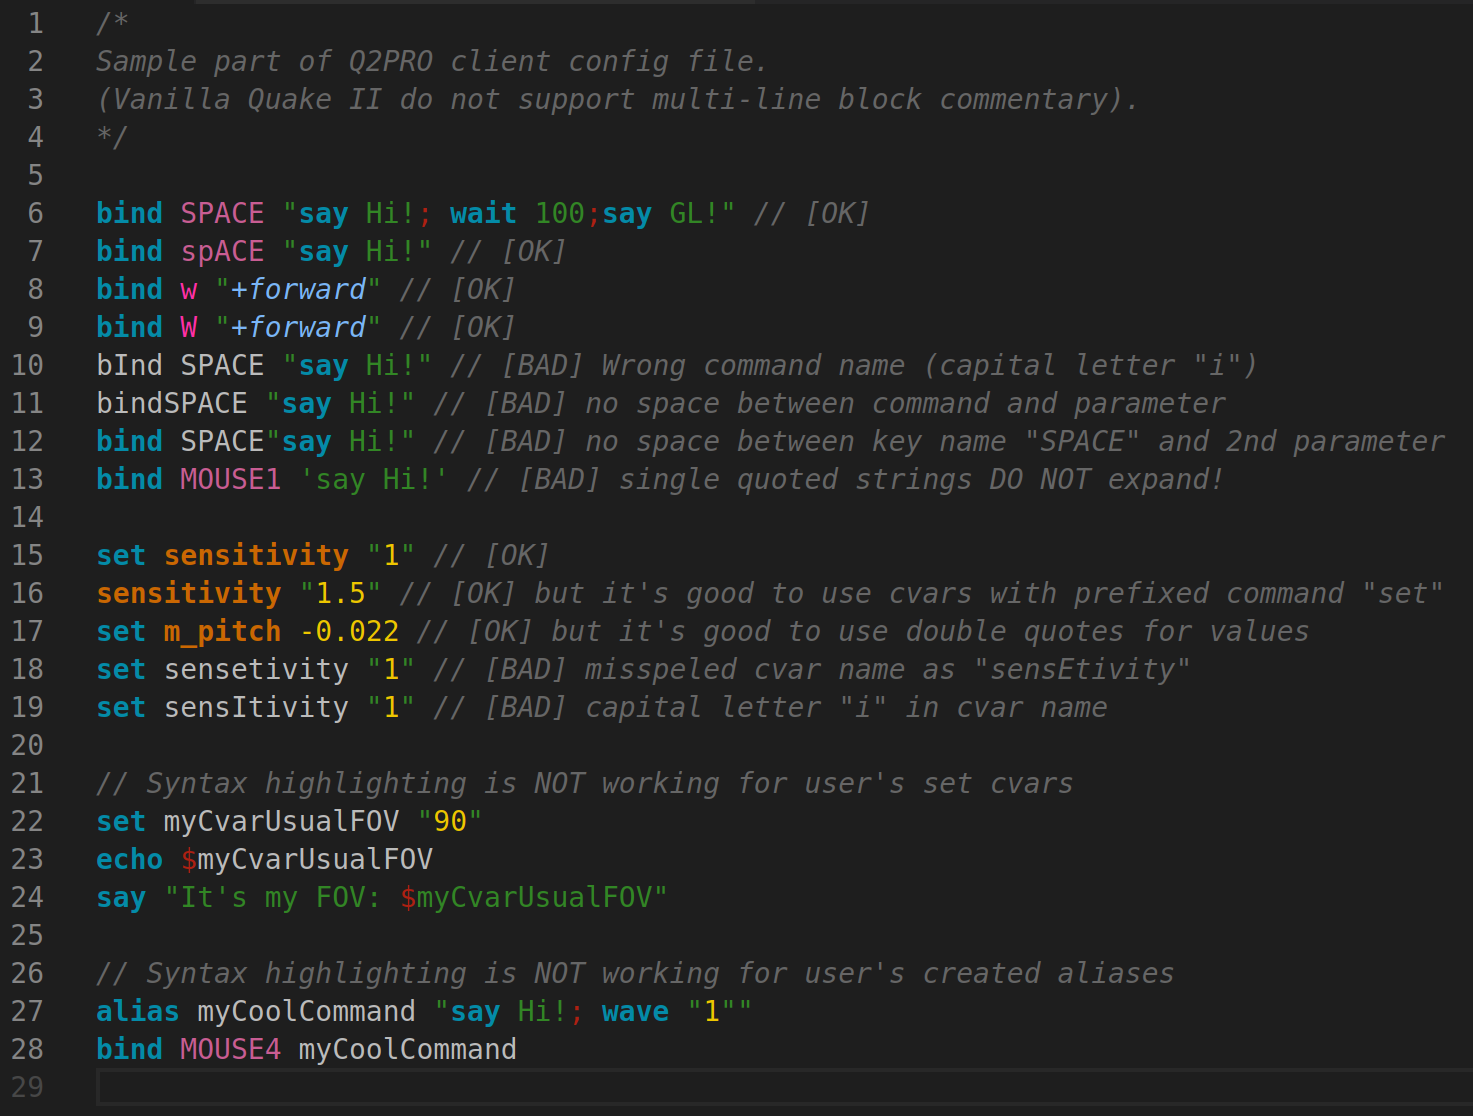 1 /*
2 Sample part of Q2PRO client config file.
3 (Vanilla Quake II do not support multi-line block commentary).
4 */
5
6 bind SPACE "say Hi!; wait 100;say GL!" // [OK]
7 bind spACE "say Hi!" // [OK]
8 bind w "+forward" // [OK]
9 bind W "+forward" // [OK]
10 bInd SPACE "say Hi!" // [BAD] Wrong command name (capital letter "i")
11 bindSPACE "say Hi!" // [BAD] no space between command and parameter
12 bind SPACE"say Hi!" // [BAD] no space between key name "SPACE" and 2nd parameter
13 bind MOUSE1 'say Hi!' // [BAD] single quoted strings DO NOT expand!
14
15 set sensitivity "1" // [OK]
16 sensitivity "1.5" // [OK] but it's good to use cvars with prefixed command "set"
17 set m_pitch -0.022 // [OK] but it's good to use double quotes for values
18 set sensetivity "1" // [BAD] misspeled cvar name as "sensEtivity"
19 set sensItivity "1" // [BAD] capital letter "i" in cvar name
20
21 // Syntax highlighting is NOT working for user's set cvars
22 set myCvarUsualFOV "90"
23 echo $myCvarUsualFOV
24 say "It's my FOV: $myCvarUsualFOV"
25
26 // Syntax highlighting is NOT working for user's created aliases
27 alias myCoolCommand "say Hi!; wave "1""
28 bind MOUSE4 myCoolCommand
29